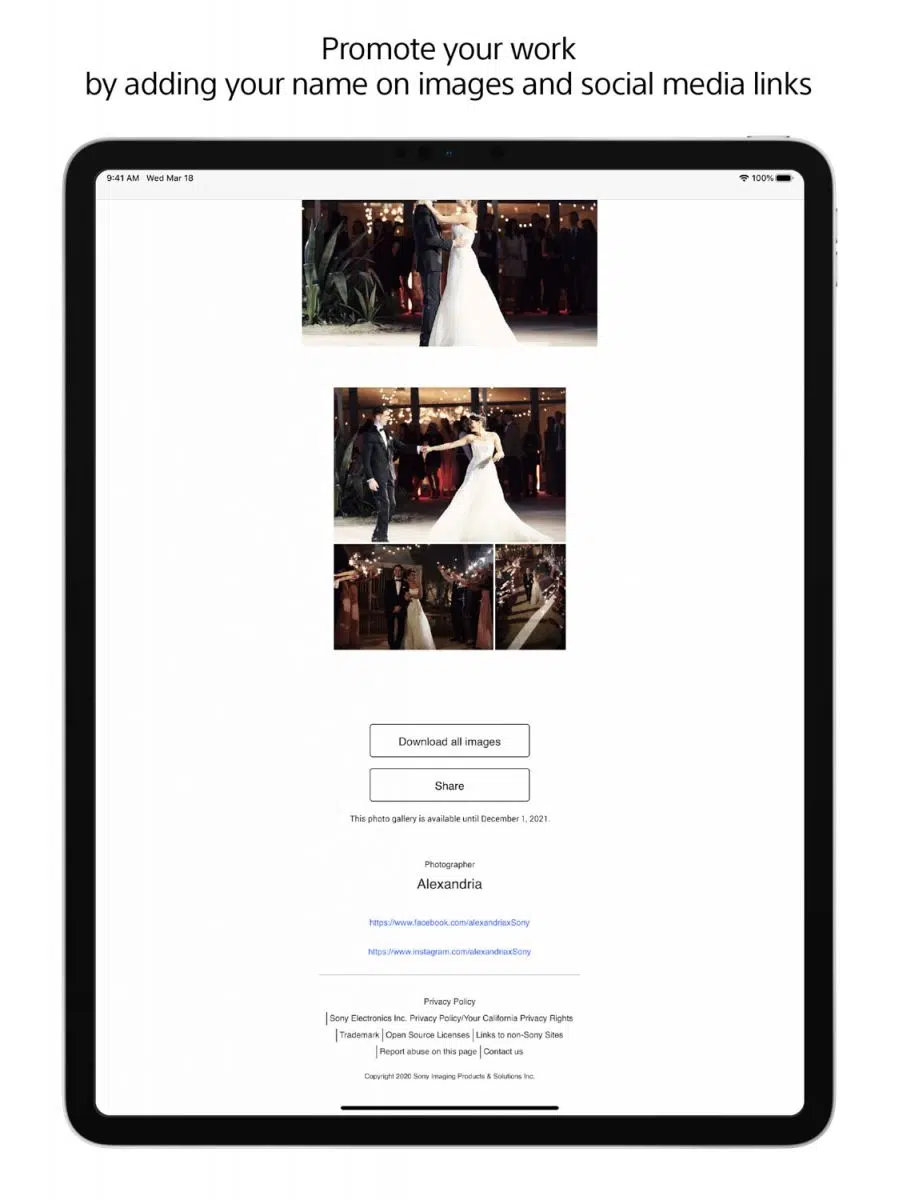 Promote your work
by adding your name on images and social media links
9:41 AM Wed Mar 18
100%
Download all images
Share
This photo gallery is available until December 1, 2021.
Photographer
Alexandria
https://www.facebook.com/alexandriaxSony
https://www.instagram.com/alexandriaxSony
Privacy Policy
Sony Electronics Inc. Privacy Policy/Your California Privacy Rights
Trademark Open Source Licenses Links to non-Sony Sites
Report abuse on this page Contact us
Copyright 2020 Sony Imaging Products & Solutions Inc.